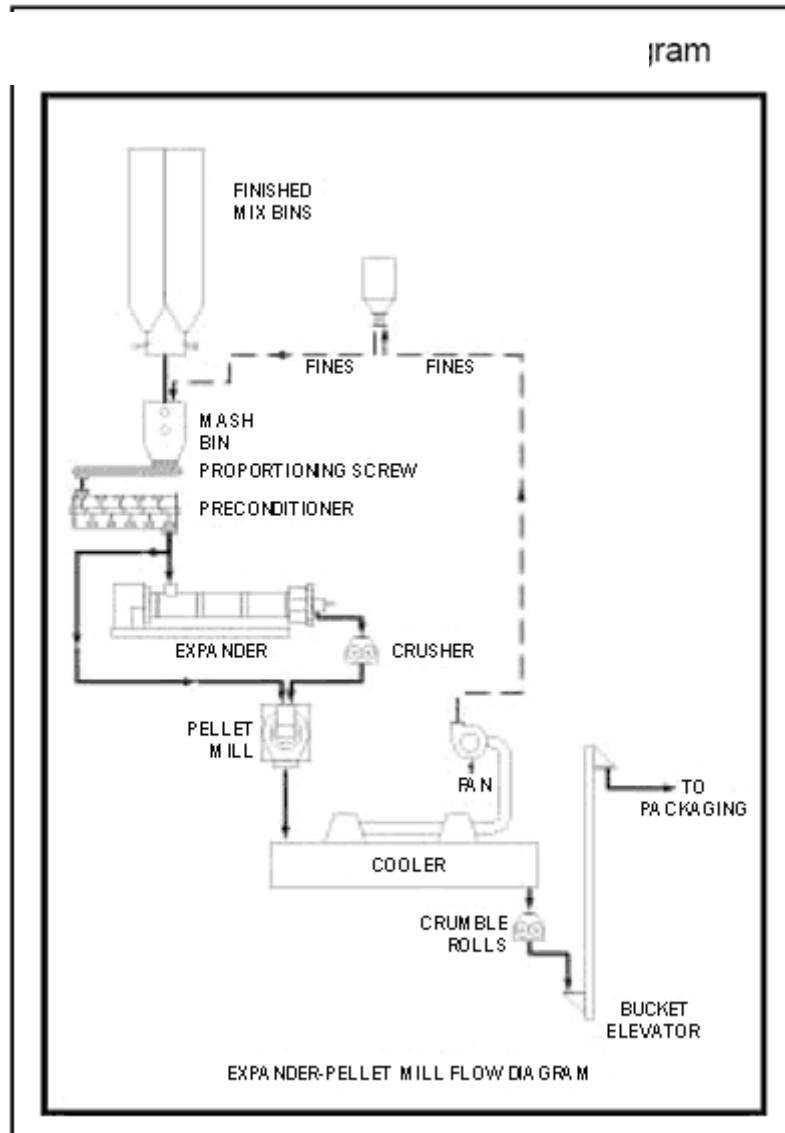 FINISHED
MIX BINS
FINES
FINES
MASH
BIN
PROPORTIONING SCREW
PRECONDITIONER
EXPANDER
CRUSHER
PELLET
MILL
FAN
TO
PACKAGING
COOLER
CRUMBLE
ROLLS
BUCKET
ELEVATOR
EXPANDER-PELLET MILL FLOW DIAGRAM